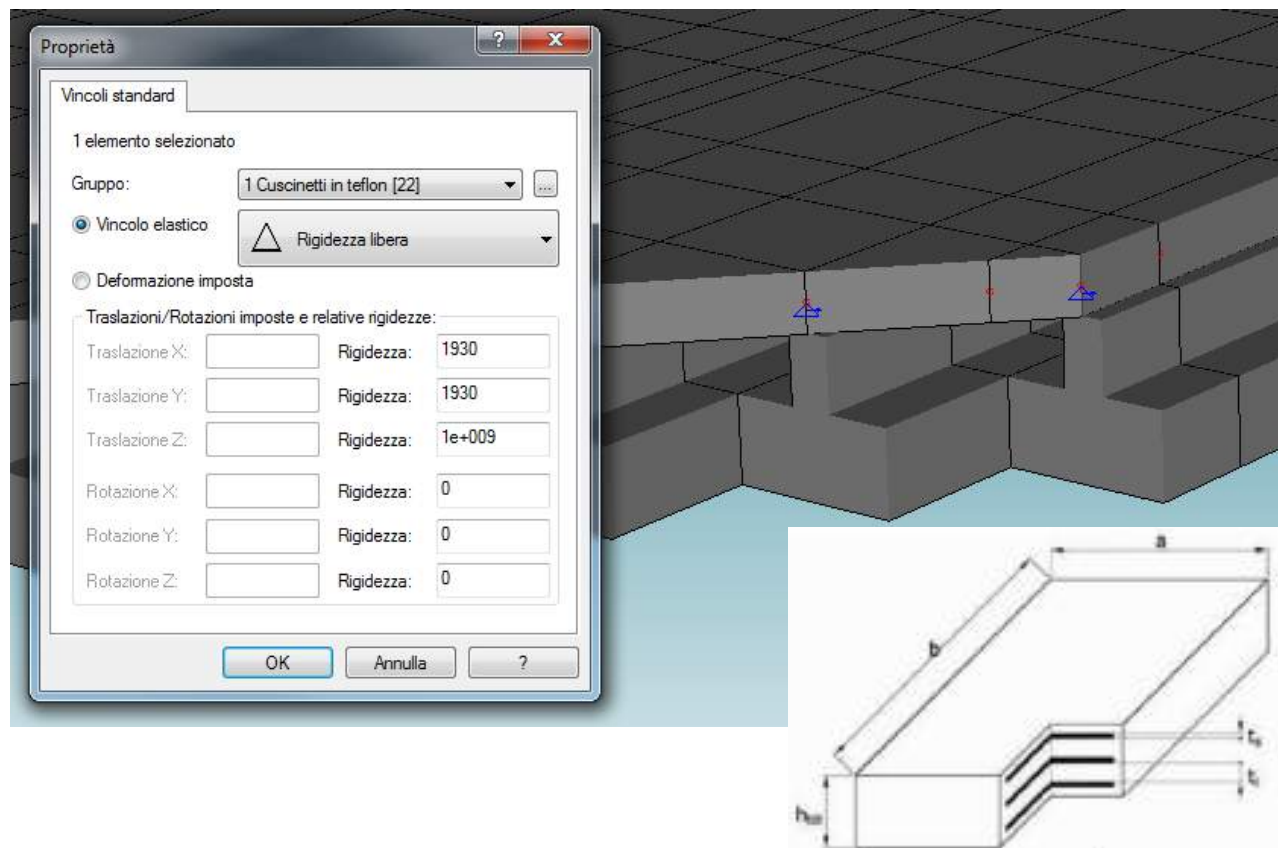 Proprietà
?
X
Vincoli standard
1 elemento selezionato
Gruppo: 1 Cuscinetti in teflon [22] ...
Vincolo elastico Rigidezza libera
Deformazione imposta
Traslazioni/Rotazioni imposte e relative rigidezze:
Traslazione X: Rigidezza: 1930
Traslazione Y: Rigidezza: 1930
Traslazione Z: Rigidezza: 1e+009
Rotazione X: Rigidezza: 0
Rotazione Y: Rigidezza: 0
Rotazione Z: Rigidezza: 0
OK Annulla ?
a
b